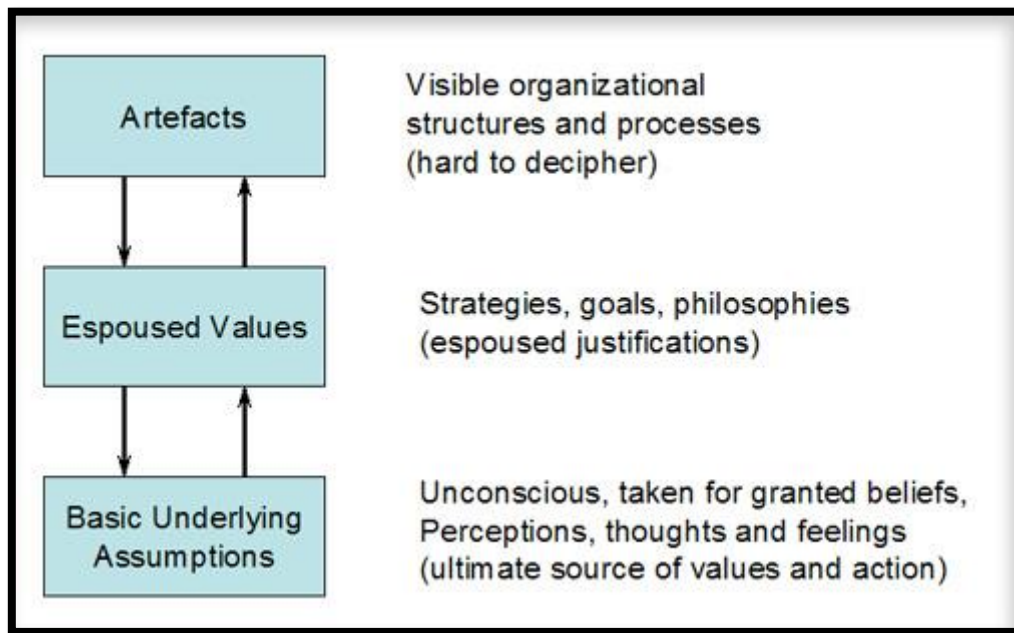 Artefacts
Visible organizational
structures and processes
(hard to decipher)
Espoused Values
Strategies, goals, philosophies
(espoused justifications)
Basic Underlying
Assumptions
Unconscious, taken for granted beliefs,
Perceptions, thoughts and feelings
(ultimate source of values and action)